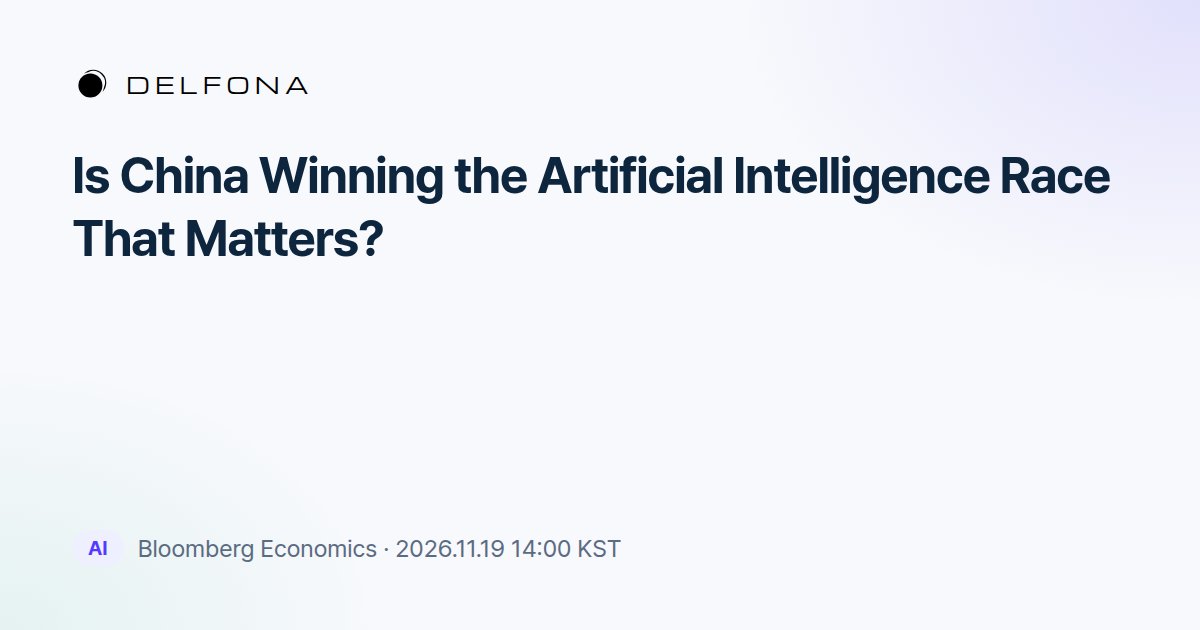 DELFONA
Is China Winning the Artificial Intelligence Race
That Matters?
AI Bloomberg Economics · 2026.11.19 14:00 KST